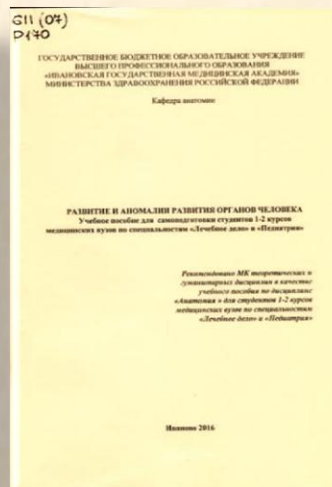 611 (07)
Р170
ГОСУДАРСТВЕННОЕ БЮДЖЕТНОЕ ОБРАЗОВАТЕЛЬНОЕ УЧРЕЖДЕНИЕ
ВЫСШЕГО ПРОФЕССИОНАЛЬНОГО ОБРАЗОВАНИЯ
«ИВАНОВСКАЯ ГОСУДАРСТВЕННАЯ МЕДИЦИНСКАЯ АКАДЕМИЯ»
МИНИСТЕРСТВА ЗДРАВООХРАНЕНИЯ РОССИЙСКОЙ ФЕДЕРАЦИИ
Кафедра анатомии
РАЗВИТИЕ И АНОМАЛИИ РАЗВИТИЯ ОРГАНОВ ЧЕЛОВЕКА
Учебное пособие для самоподготовки студентов 1-2 курсов
медицинских вузов по специальностям «Лечебное дело» и «Педиатрия»
Рекомендовано МК теоретических и
гуманитарных дисциплин в качестве
учебного пособия по дисциплине
«Анатомия » для студентов 1-2 курсов
медицинских вузов по специальностям
«Лечебное дело» и «Педиатрия»
Иваново 2016